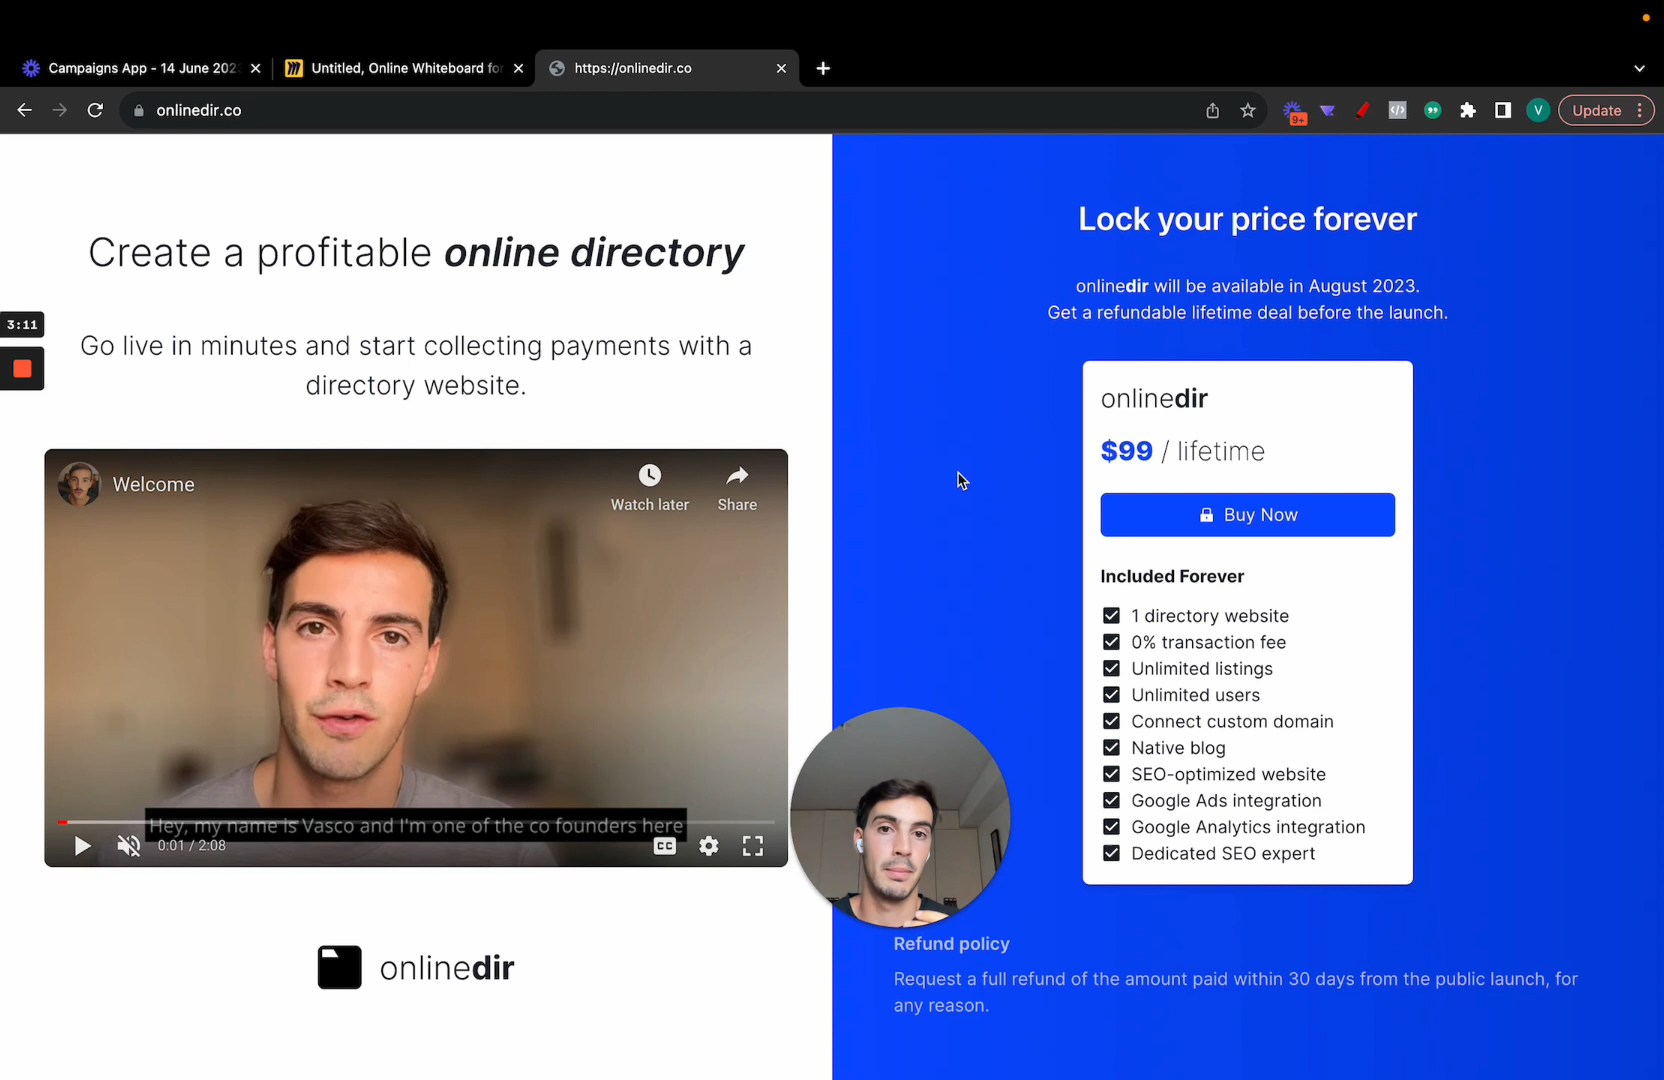 Campaigns App - 14 June 202
Untitled, Online Whiteboard fo
https://onlinedir.co
onlinedir.co
9+
V
Update
3:11
Create a profitable online directory
Go live in minutes and start collecting payments with a
directory website.
Welcome
Watch later
Share
Hey, my name is Vasco and I'm one of the co founders here
0:01 / 2:08
CC
onlinedir
Lock your price forever
onlinedir will be available in August 2023.
Get a refundable lifetime deal before the launch.
onlinedir
$99 / lifetime
Buy Now
Included Forever
1 directory website
0% transaction fee
Unlimited listings
Unlimited users
Connect custom domain
Native blog
SEO-optimized website
Google Ads integration
Google Analytics integration
Dedicated SEO expert
Refund policy
Request a full refund of the amount paid within 30 days from the public launch, for
any reason.